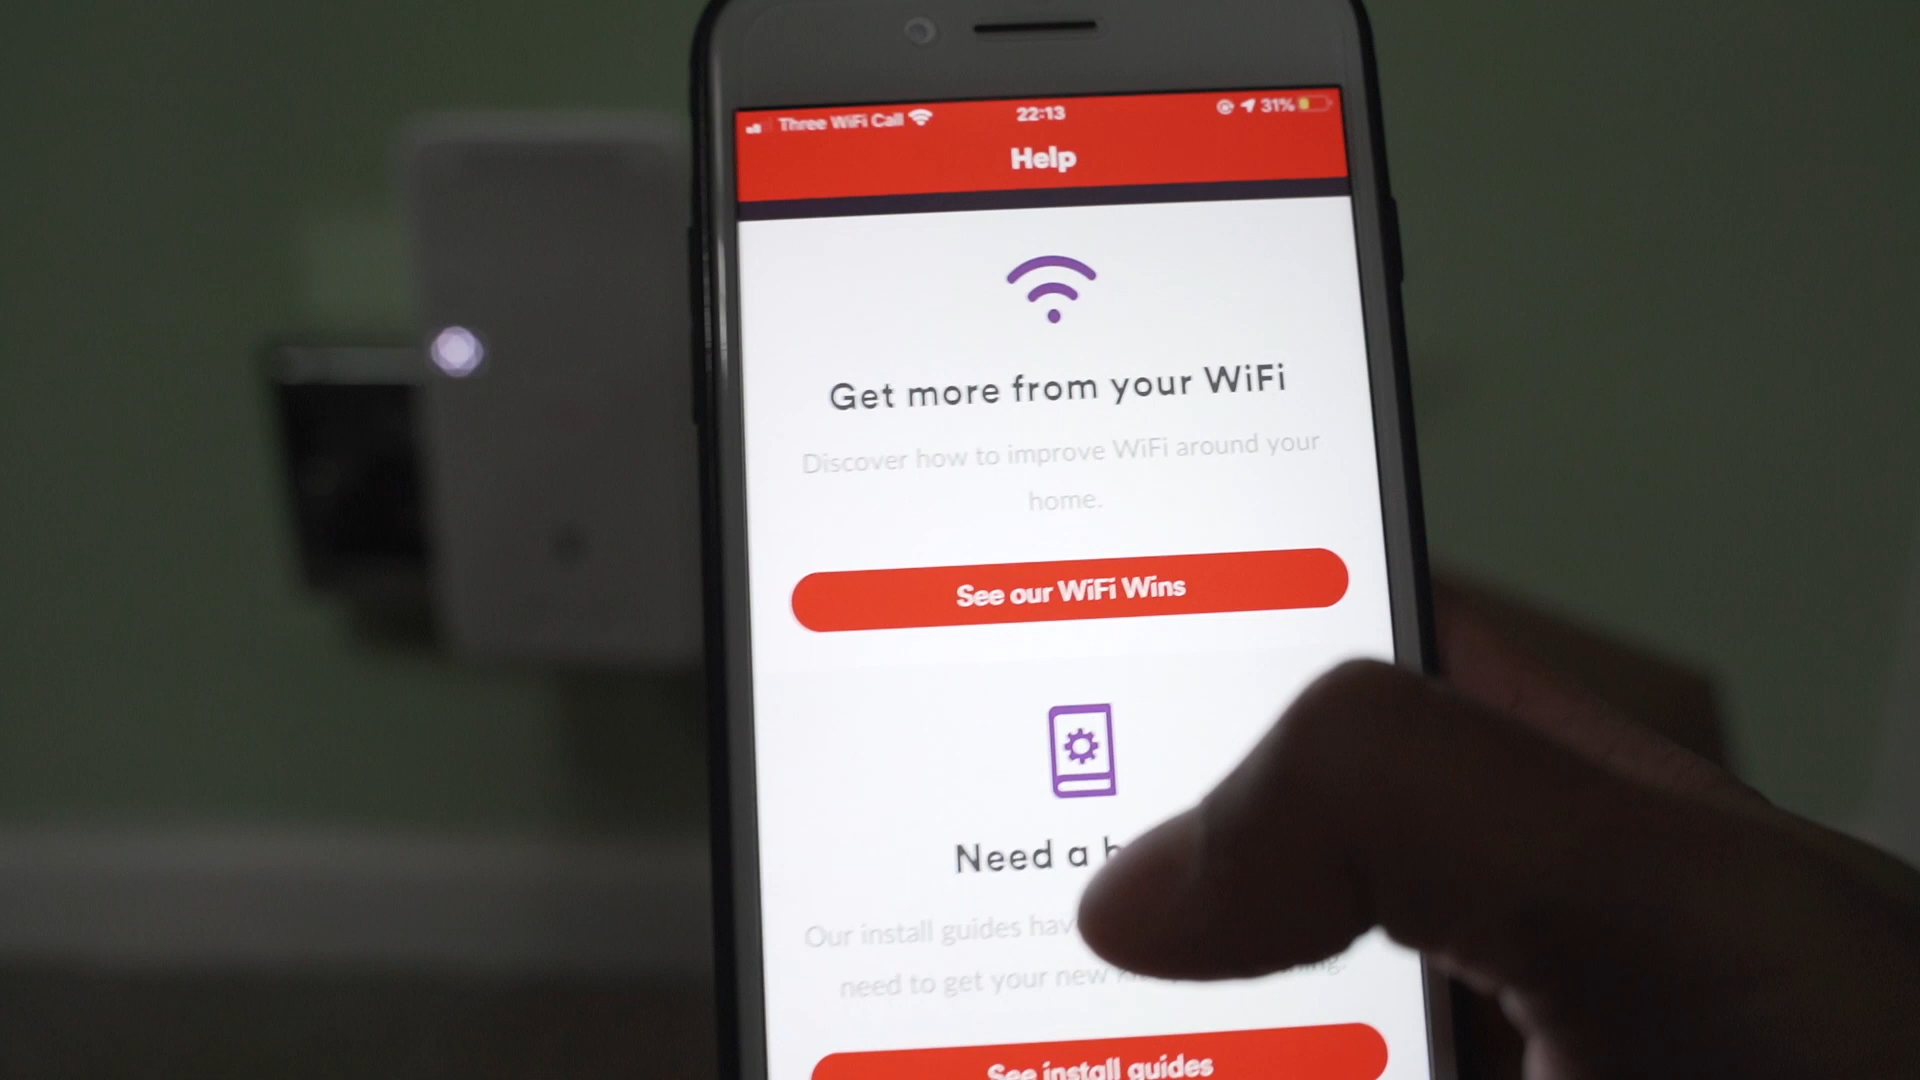 Three WiFi Call 22:13 31%
Help
Get more from your WiFi
Discover how to improve WiFi around your
home.
See our WiFi Wins
Need a
Our install guides have
need to get your new
See install guides